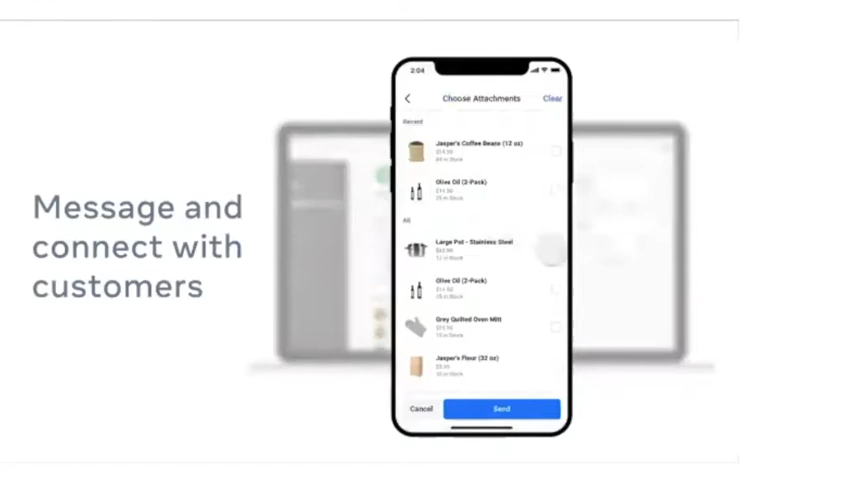 Message and
connect with
customers
2:04
Choose Attachments
Clear
Recent
Jasper's Coffee Beans (12 oz)
Olive Oil (2-Pack)
All
Large Pot - Stainless Steel
Olive Oil (2-Pack)
Grey Quilted Oven Mitt
Jasper's Flour (32 oz)
Cancel
Send